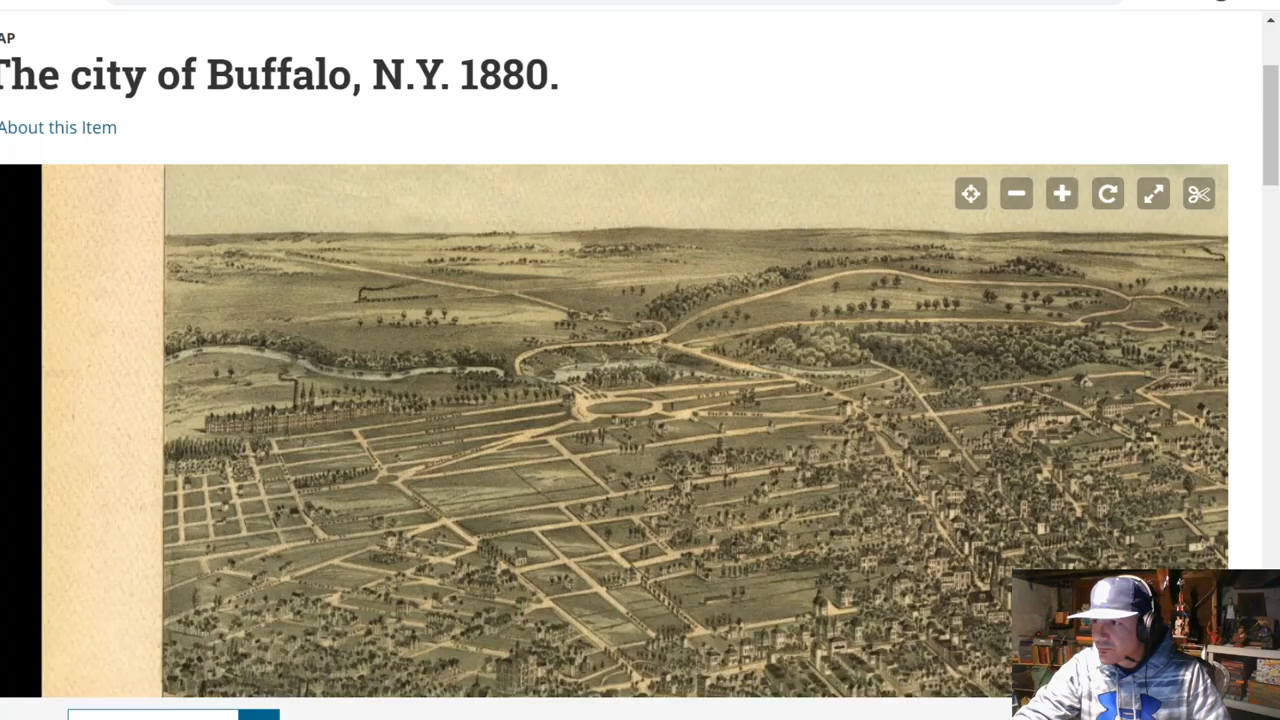 AP
The city of Buffalo, N.Y. 1880.
About this Item